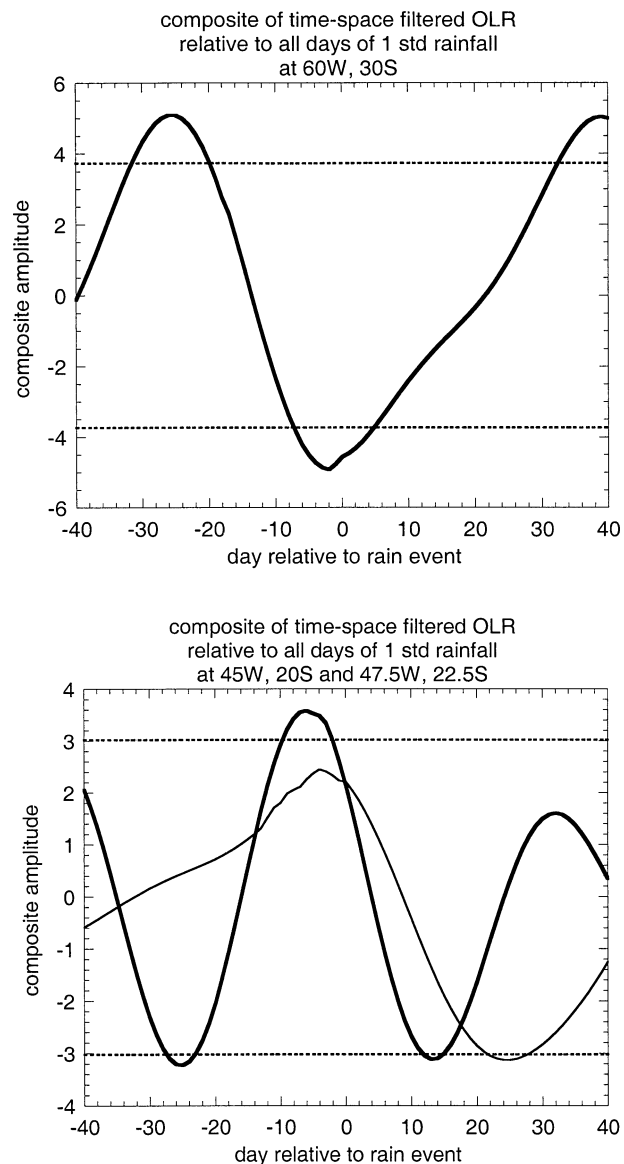 composite of time-space filtered OLR
relative to all days of 1 std rainfall
at 60W, 30S
6
4
2
0
-2
-4
-6
composite amplitude
-40 -30 -20 -10 0 10 20 30 40
day relative to rain event
composite of time-space filtered OLR
relative to all days of 1 std rainfall
at 45W, 20S and 47.5W, 22.5S
4
3
2
1
0
-1
-2
-3
-4
composite amplitude
-40 -30 -20 -10 0 10 20 30 40
day relative to rain event